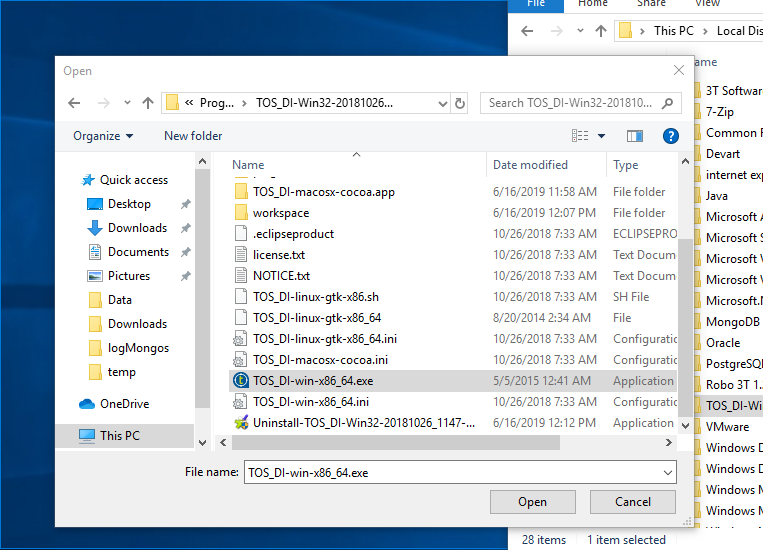 File Home Share View
This PC Local Dis
Open
« Prog... TOS_DI-Win32-20181026...
Search TOS_DI-Win32-201810...
Organize New folder
Quick access
Desktop
Downloads
Documents
Pictures
Data
Downloads
logMongos
temp
OneDrive
This PC
Name Date modified Type
TOS_DI-macosx-cocoa.app 6/16/2019 11:58 AM File folder
workspace 6/16/2019 12:07 PM File folder
.eclipseproduct 10/26/2018 7:33 AM ECLIPSEPRO
license.txt 10/26/2018 7:33 AM Text Docum
NOTICE.txt 10/26/2018 7:33 AM Text Docum
TOS_DI-linux-gtk-x86.sh 10/26/2018 7:33 AM SH File
TOS_DI-linux-gtk-x86_64 8/20/2014 2:34 AM File
TOS_DI-linux-gtk-x86_64.ini 10/26/2018 7:33 AM Configuratio
TOS_DI-macosx-cocoa.ini 10/26/2018 7:33 AM Configuratio
TOS_DI-win-x86_64.exe 5/5/2015 12:41 AM Application
TOS_DI-win-x86_64.ini 10/26/2018 7:33 AM Configuratio
Uninstall-TOS_DI-Win32-20181026_1147-... 6/16/2019 12:12 PM Application
File name: TOS_DI-win-x86_64.exe
Open Cancel
ame
3T Software
7-Zip
Common F
Devart
internet exp
Java
Microsoft A
Microsoft S
Microsoft V
Microsoft V
Microsoft.N
MongoDB
Oracle
PostgreSQL
Robo 3T 1.
TOS_DI-Wi
VMware
Windows D
Windows D
Windows M
Windows M
28 items 1 item selected